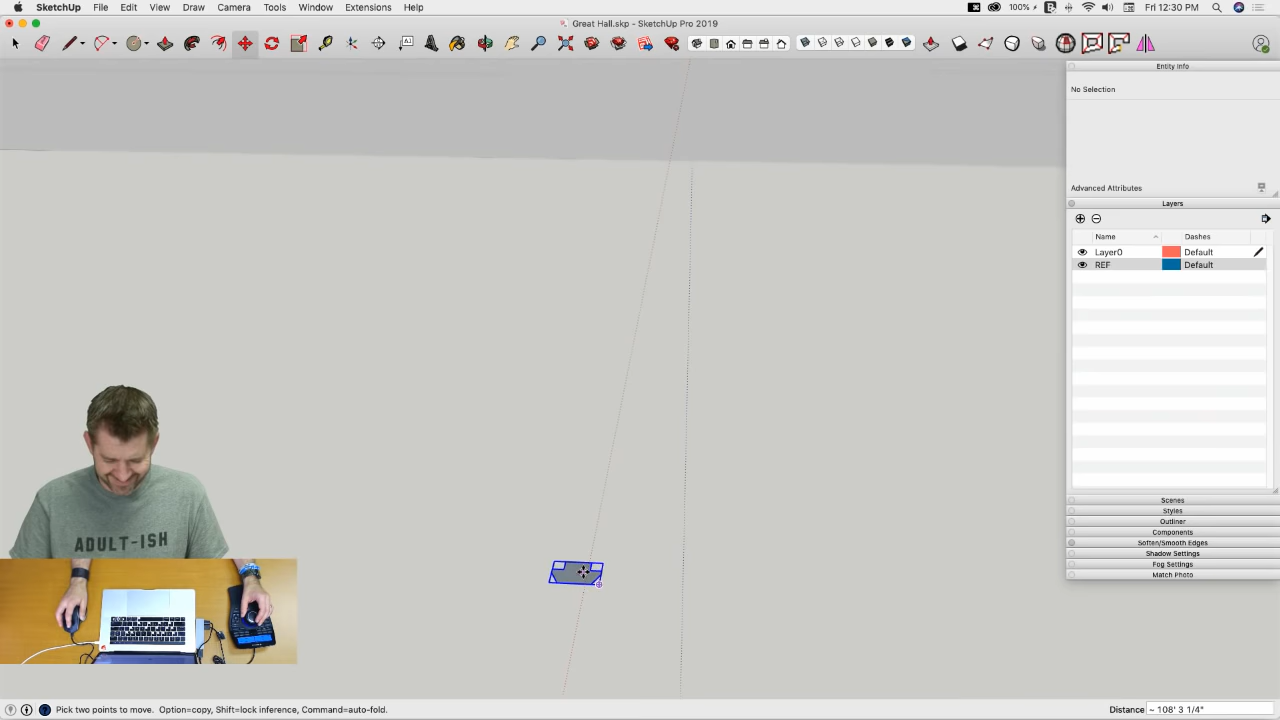 SketchUp File Edit View Draw Camera Tools Window Extensions Help 100% Fri 12:30 PM
Great Hall.skp - SketchUp Pro 2019
Entity Info
No Selection
Advanced Attributes
Layers
Name Dashes
Layer0 Default
REF Default
Scenes
Styles
Outliner
Components
Soften/Smooth Edges
Shadow Settings
Fog Settings
Match Photo
ADULT-ISH
Pick two points to move. Option=copy, Shift=lock inference, Command=auto-fold. Distance ~ 108' 3 1/4"